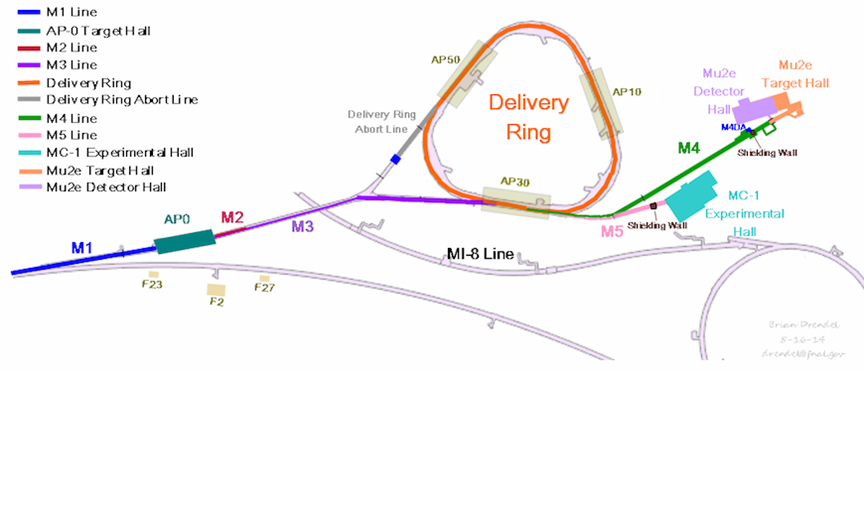 M1 Line
AP-0 Target Hall
M2 Line
M3 Line
Delivery Ring
Delivery Ring Abort Line
M4 Line
M5 Line
MC-1 Experimental Hall
Mu2e Target Hall
Mu2e Detector Hall
AP50
AP10
Delivery
Ring
Delivery Ring
Abort Line
AP30
Mu2e
Target Hall
Mu2e
Detector
Hall
M4DA
Shielding Wall
M4
MC-1
Experimental
Hall
Shielding Wall
M5
AP0
M2
M3
M1
MI-8 Line
F23
F2
F27
Brian Drendel
5-16-14
drendel@fnal.gov